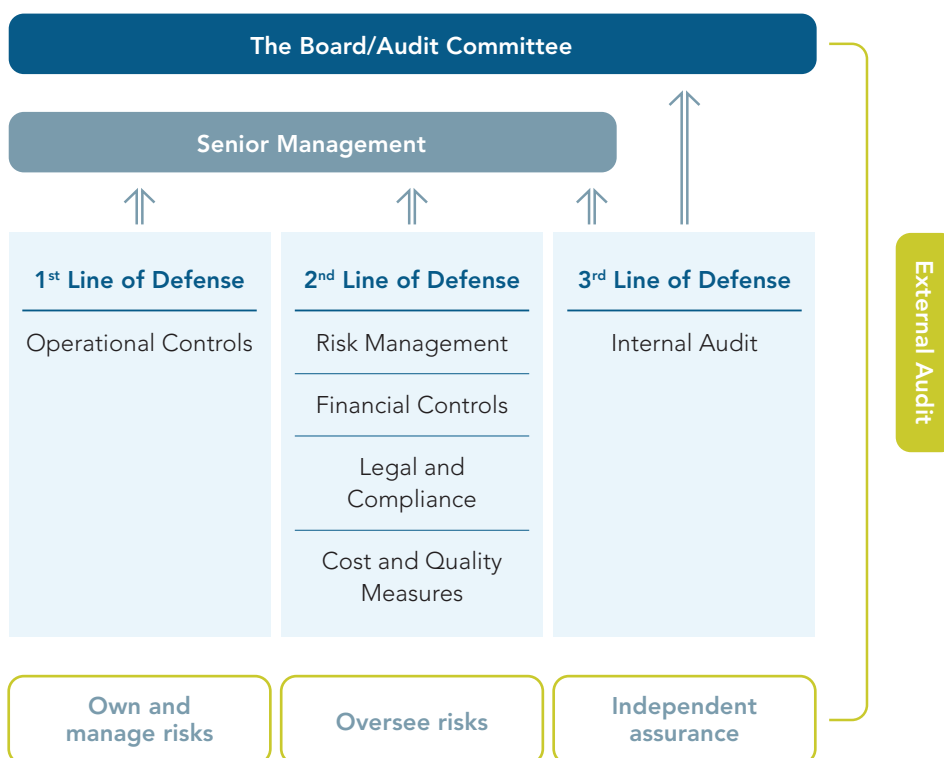 The Board/Audit Committee
Senior Management
1st Line of Defense
Operational Controls
2nd Line of Defense
Risk Management
Financial Controls
Legal and
Compliance
Cost and Quality
Measures
3rd Line of Defense
Internal Audit
Own and
manage risks
Oversee risks
Independent
assurance
External Audit